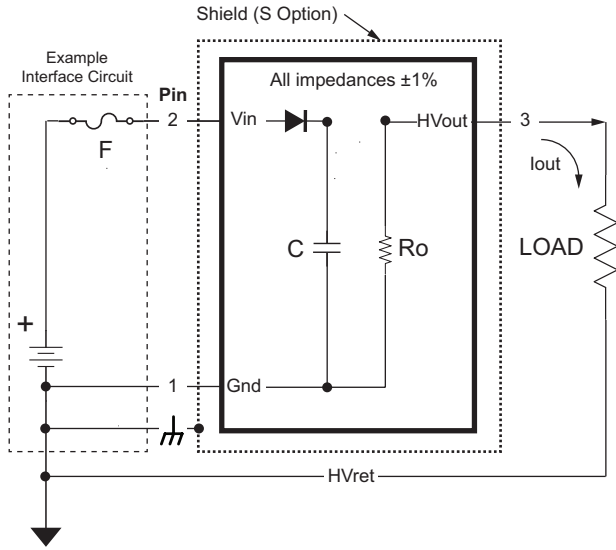 Shield (S Option)
Example
Interface Circuit
All impedances ±1%
Pin
2
Vin
HVout
3
F
Iout
C
Ro
LOAD
+
1
Gnd
HVret